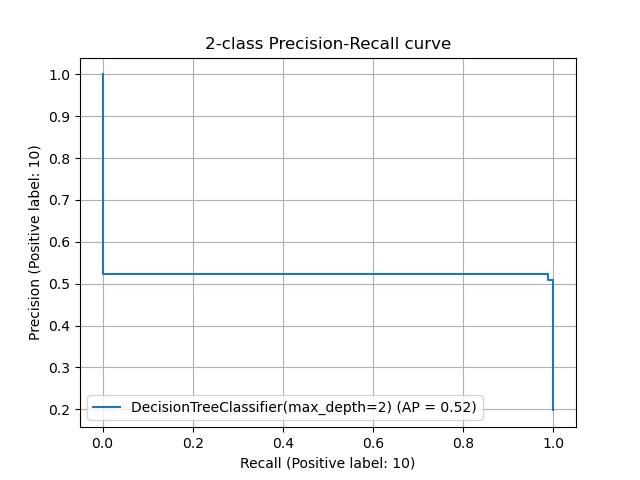 2-class Precision-Recall curve
Precision (Positive label: 10)
1.0
0.9
0.8
0.7
0.6
0.5
0.4
0.3
0.2
DecisionTreeClassifier(max_depth=2) (AP = 0.52)
0.0 0.2 0.4 0.6 0.8 1.0
Recall (Positive label: 10)